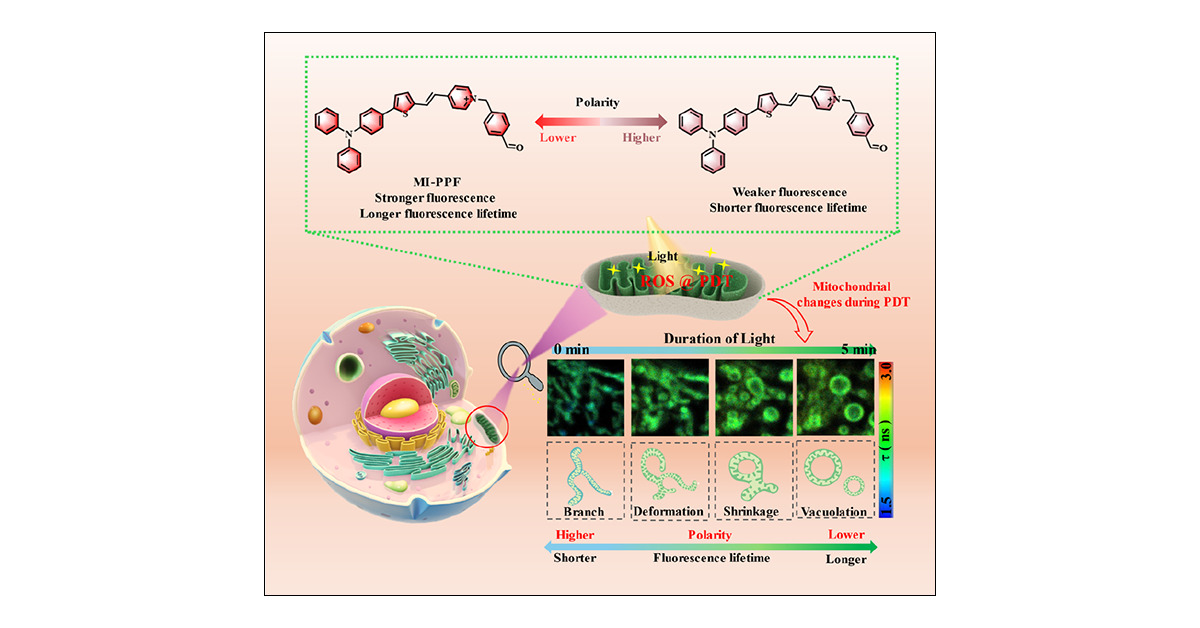 Polarity
Lower
Higher
N
S
N
+
O
N
S
N
+
O
MI-PPF
Stronger fluorescence
Longer fluorescence lifetime
Weaker fluorescence
Shorter fluorescence lifetime
Light
ROS @ PDT
Mitochondrial
changes during PDT
Duration of Light
0 min
5 min
3.0
τ ( ns )
1.5
Branch
Deformation
Shrinkage
Vacuolation
Higher
Polarity
Lower
Shorter
Fluorescence lifetime
Longer